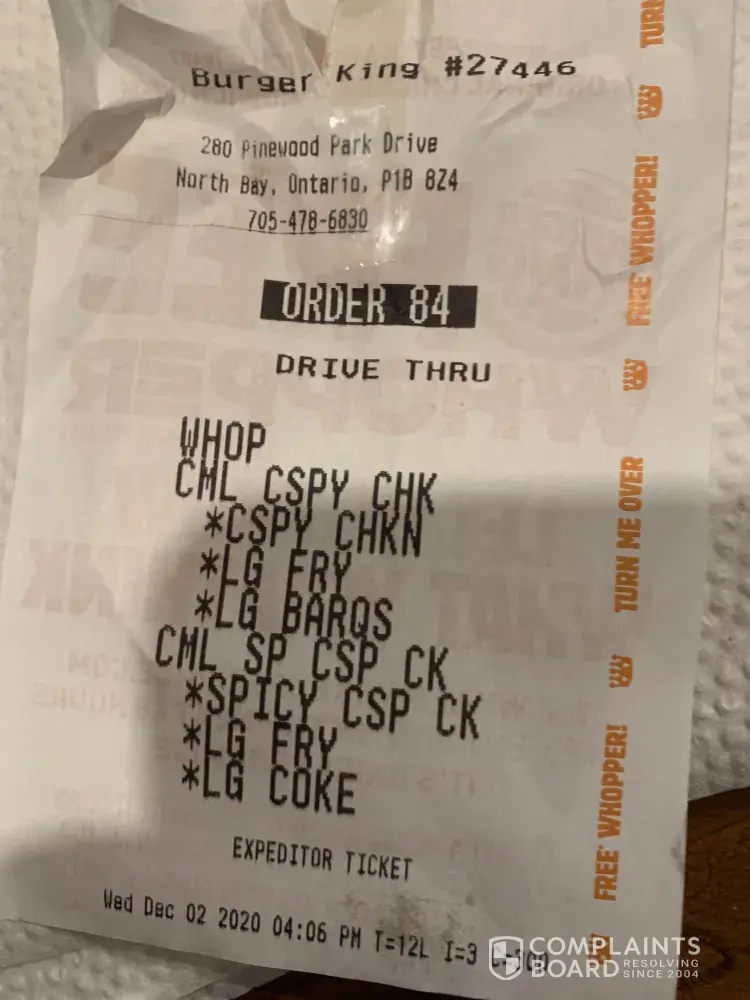 Burger King #27446
280 Pinewood Park Drive
North Bay, Ontario, P1B 8Z4
705-478-6830
ORDER 84
DRIVE THRU
WHOP
CML CSPY CHK
*CSPY CHKN
*LG FRY
*LG BARQS
CML SP CSP CK
*SPICY CSP CK
*LG FRY
*LG COKE
EXPEDITOR TICKET
Wed Dec 02 2020 04:06 PM T=12L I=3
FREE WHOPPER!
TURN ME OVER
FREE WHOPPER!
TURN
COMPLAINTS
BOARD RESOLVING
SINCE 2004